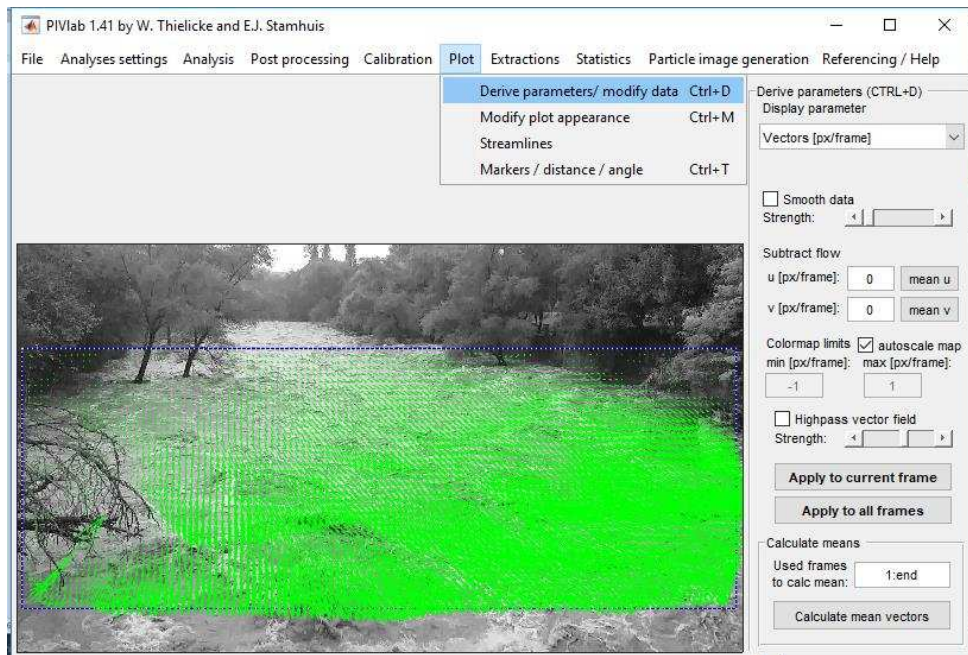 PIVlab 1.41 by W. Thielicke and E.J. Stamhuis
File Analyses settings Analysis Post processing Calibration Plot Extractions Statistics Particle image generation Referencing / Help
Derive parameters/ modify data Ctrl+D
Modify plot appearance Ctrl+M
Streamlines
Markers / distance / angle Ctrl+T
Derive parameters (CTRL+D)
Display parameter
Vectors [px/frame]
Smooth data
Strength:
Subtract flow
u [px/frame]: 0 mean u
v [px/frame]: 0 mean v
Colormap limits autoscale map
min [px/frame]: max [px/frame]:
-1 1
Highpass vector field
Strength:
Apply to current frame
Apply to all frames
Calculate means
Used frames
to calc mean: 1:end
Calculate mean vectors